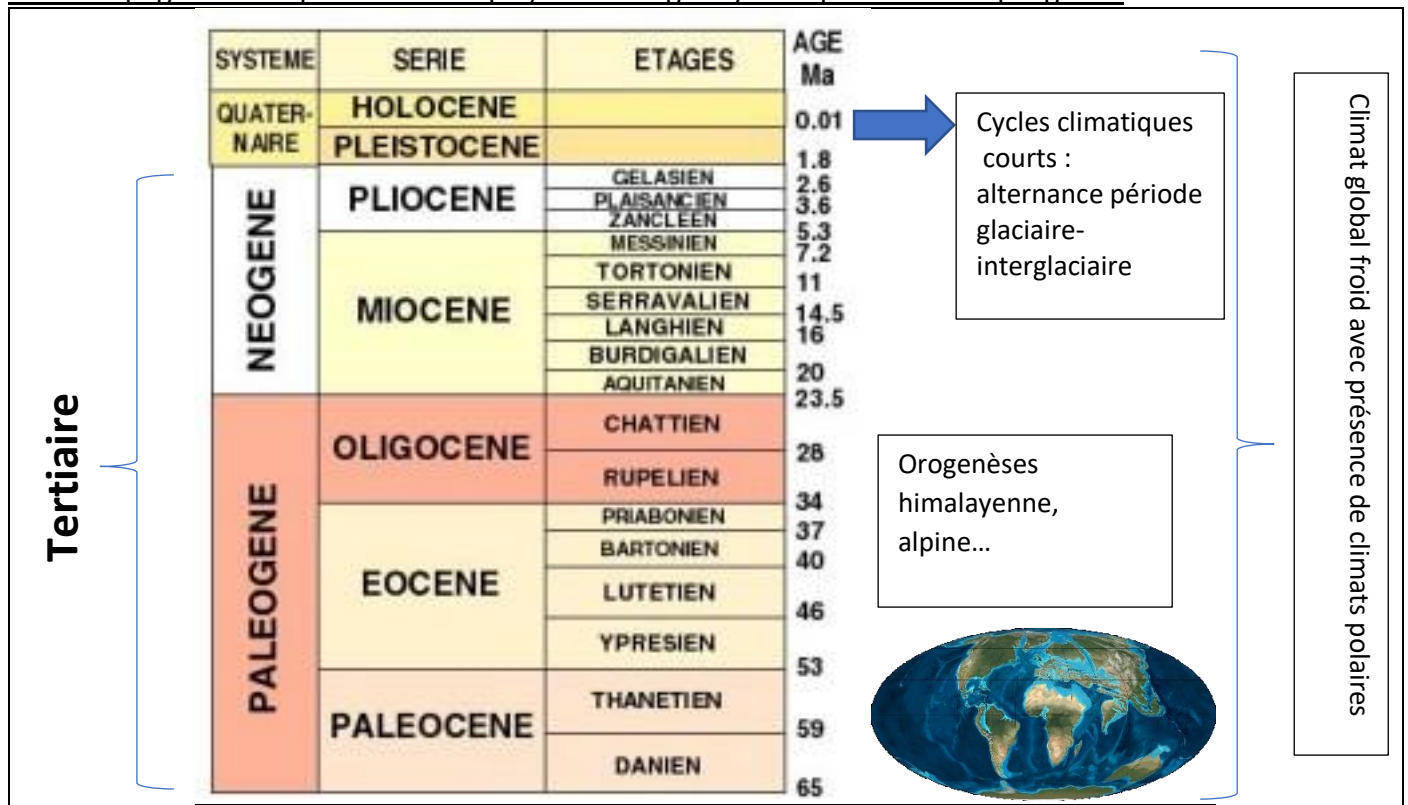 SYSTEME SERIE ETAGES AGE
Ma
QUATER-
NAIRE
HOLOCENE
0.01
PLEISTOCENE
1.8
NEOGENE
PLIOCENE
GELASIEN
2.6
PLAISANCIEN
3.6
ZANCLEEN
5.3
MIOCENE
MESSINIEN
7.2
TORTONIEN
11
SERRAVALIEN
14.5
LANGHIEN
16
BURDIGALIEN
20
AQUITANIEN
23.5
PALEOGENE
OLIGOCENE
CHATTIEN
28
RUPELIEN
34
EOCENE
PRIABONIEN
37
BARTONIEN
40
LUTETIEN
46
YPRESIEN
53
PALEOCENE
THANETIEN
59
DANIEN
65
Tertiaire
Cycles climatiques
courts :
alternance période
glaciaire-
interglaciaire
Orogenèses
himalayenne,
alpine…
Climat global froid avec présence de climats polaires